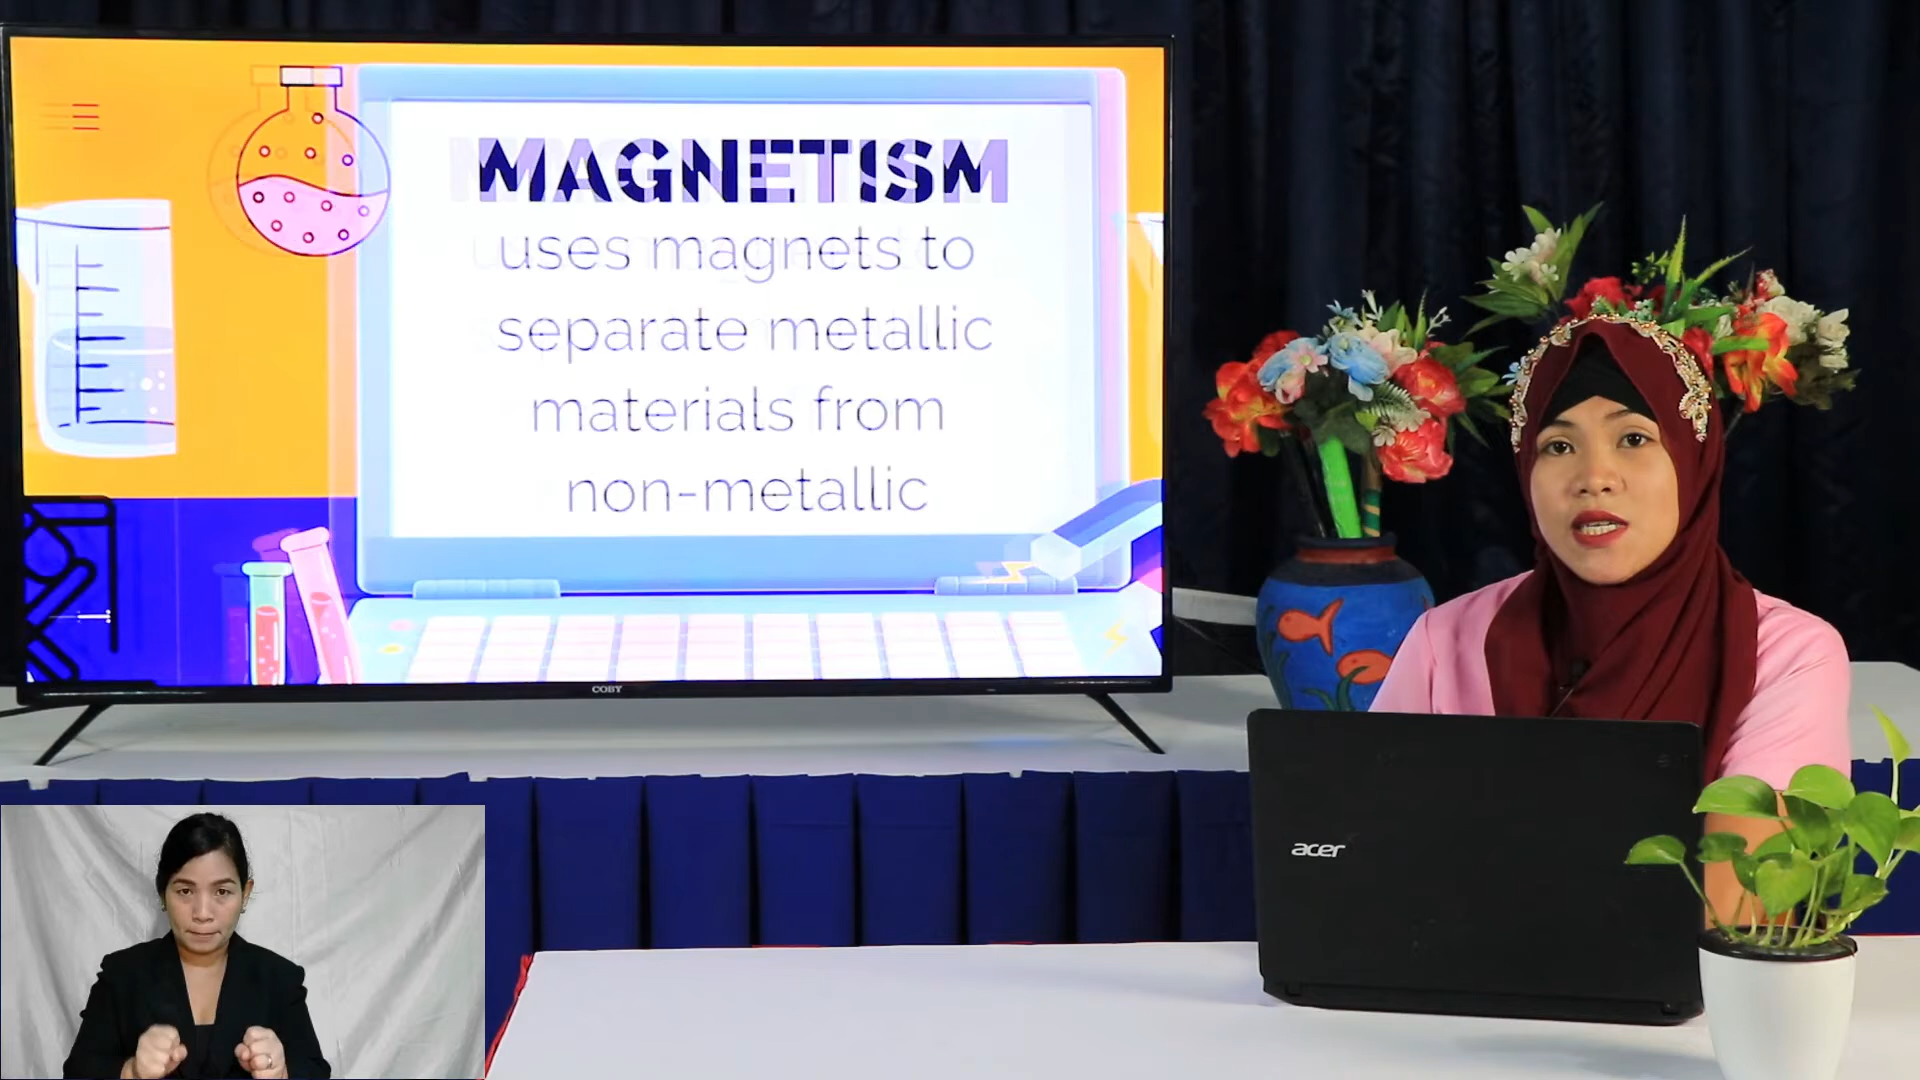 MAGNETISM
uses magnets to
separate metallic
materials from
non-metallic
COBY
acer